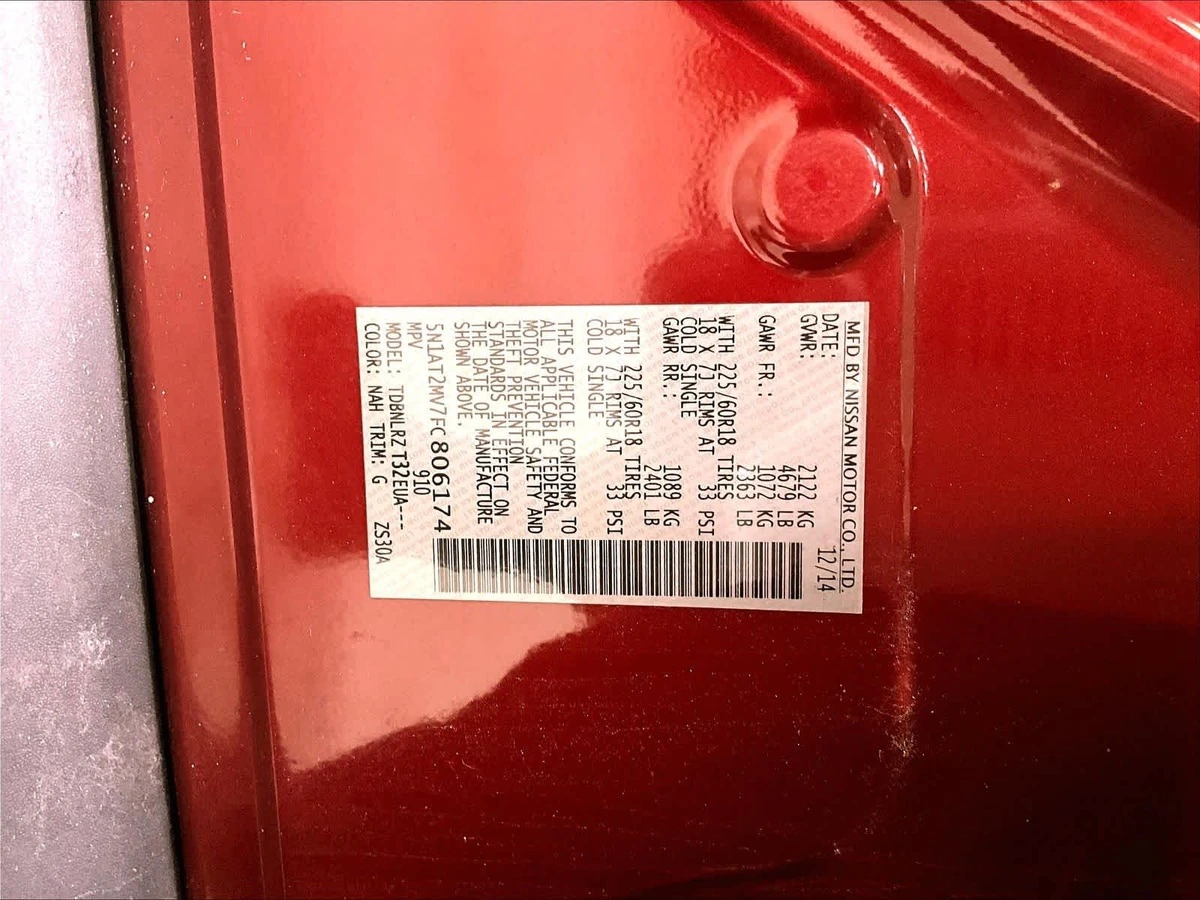 MFD BY NISSAN MOTOR CO., LTD.
DATE: 12/14
GVWR: 2122 KG
4679 LB
GAWR FR.: 1072 KG
2363 LB
WITH 225/60R18 TIRES
18 X 7J RIMS AT 33 PSI
COLD SINGLE
GAWR RR.: 1089 KG
2401 LB
WITH 225/60R18 TIRES
18 X 7J RIMS AT 33 PSI
COLD SINGLE
THIS VEHICLE CONFORMS TO
ALL APPLICABLE FEDERAL
MOTOR VEHICLE SAFETY AND
THEFT PREVENTION
STANDARDS IN EFFECT ON
THE DATE OF MANUFACTURE
SHOWN ABOVE.
5N1AT2MV7FC806174
MPV 910
MODEL: TDBNLRZ T32EUA---
COLOR: NAH TRIM: G ZS30A